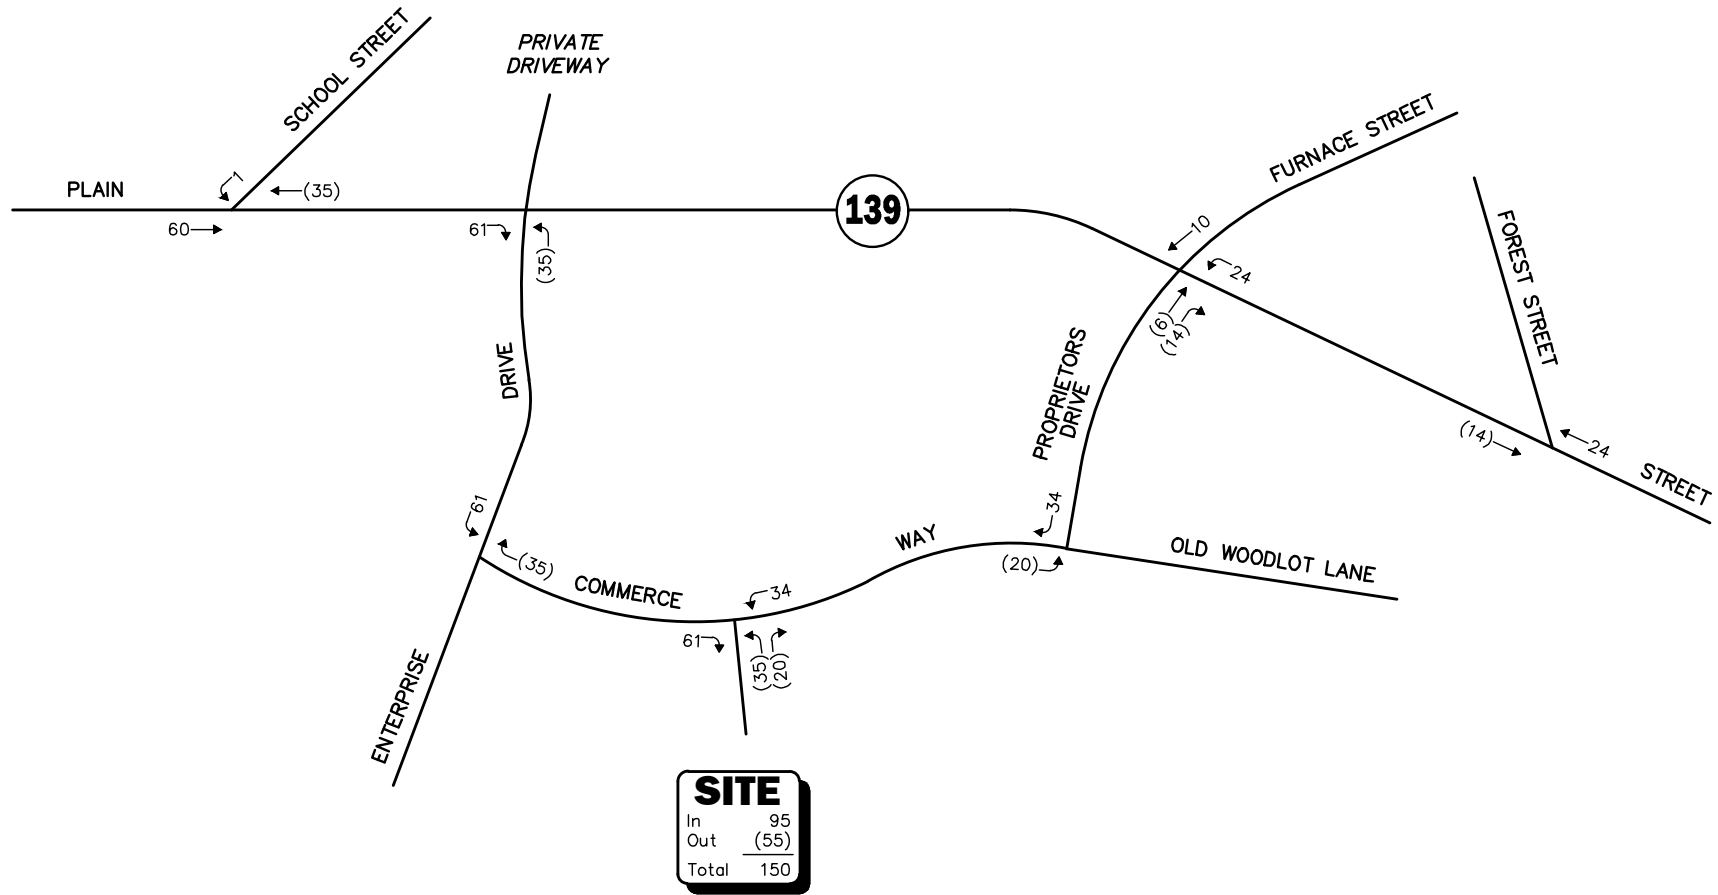 PRIVATE
DRIVEWAY
SCHOOL STREET
FURNACE STREET
PLAIN
1
(35)
139
60
61
(35)
10
24
(6)
(14)
FOREST STREET
DRIVE
PROPRIETORS
DRIVE
(14)
24
STREET
61
(35)
34
(20)
WAY
OLD WOODLOT LANE
COMMERCE
34
61
(35)
(20)
ENTERPRISE
SITE
In 95
Out (55)
Total 150